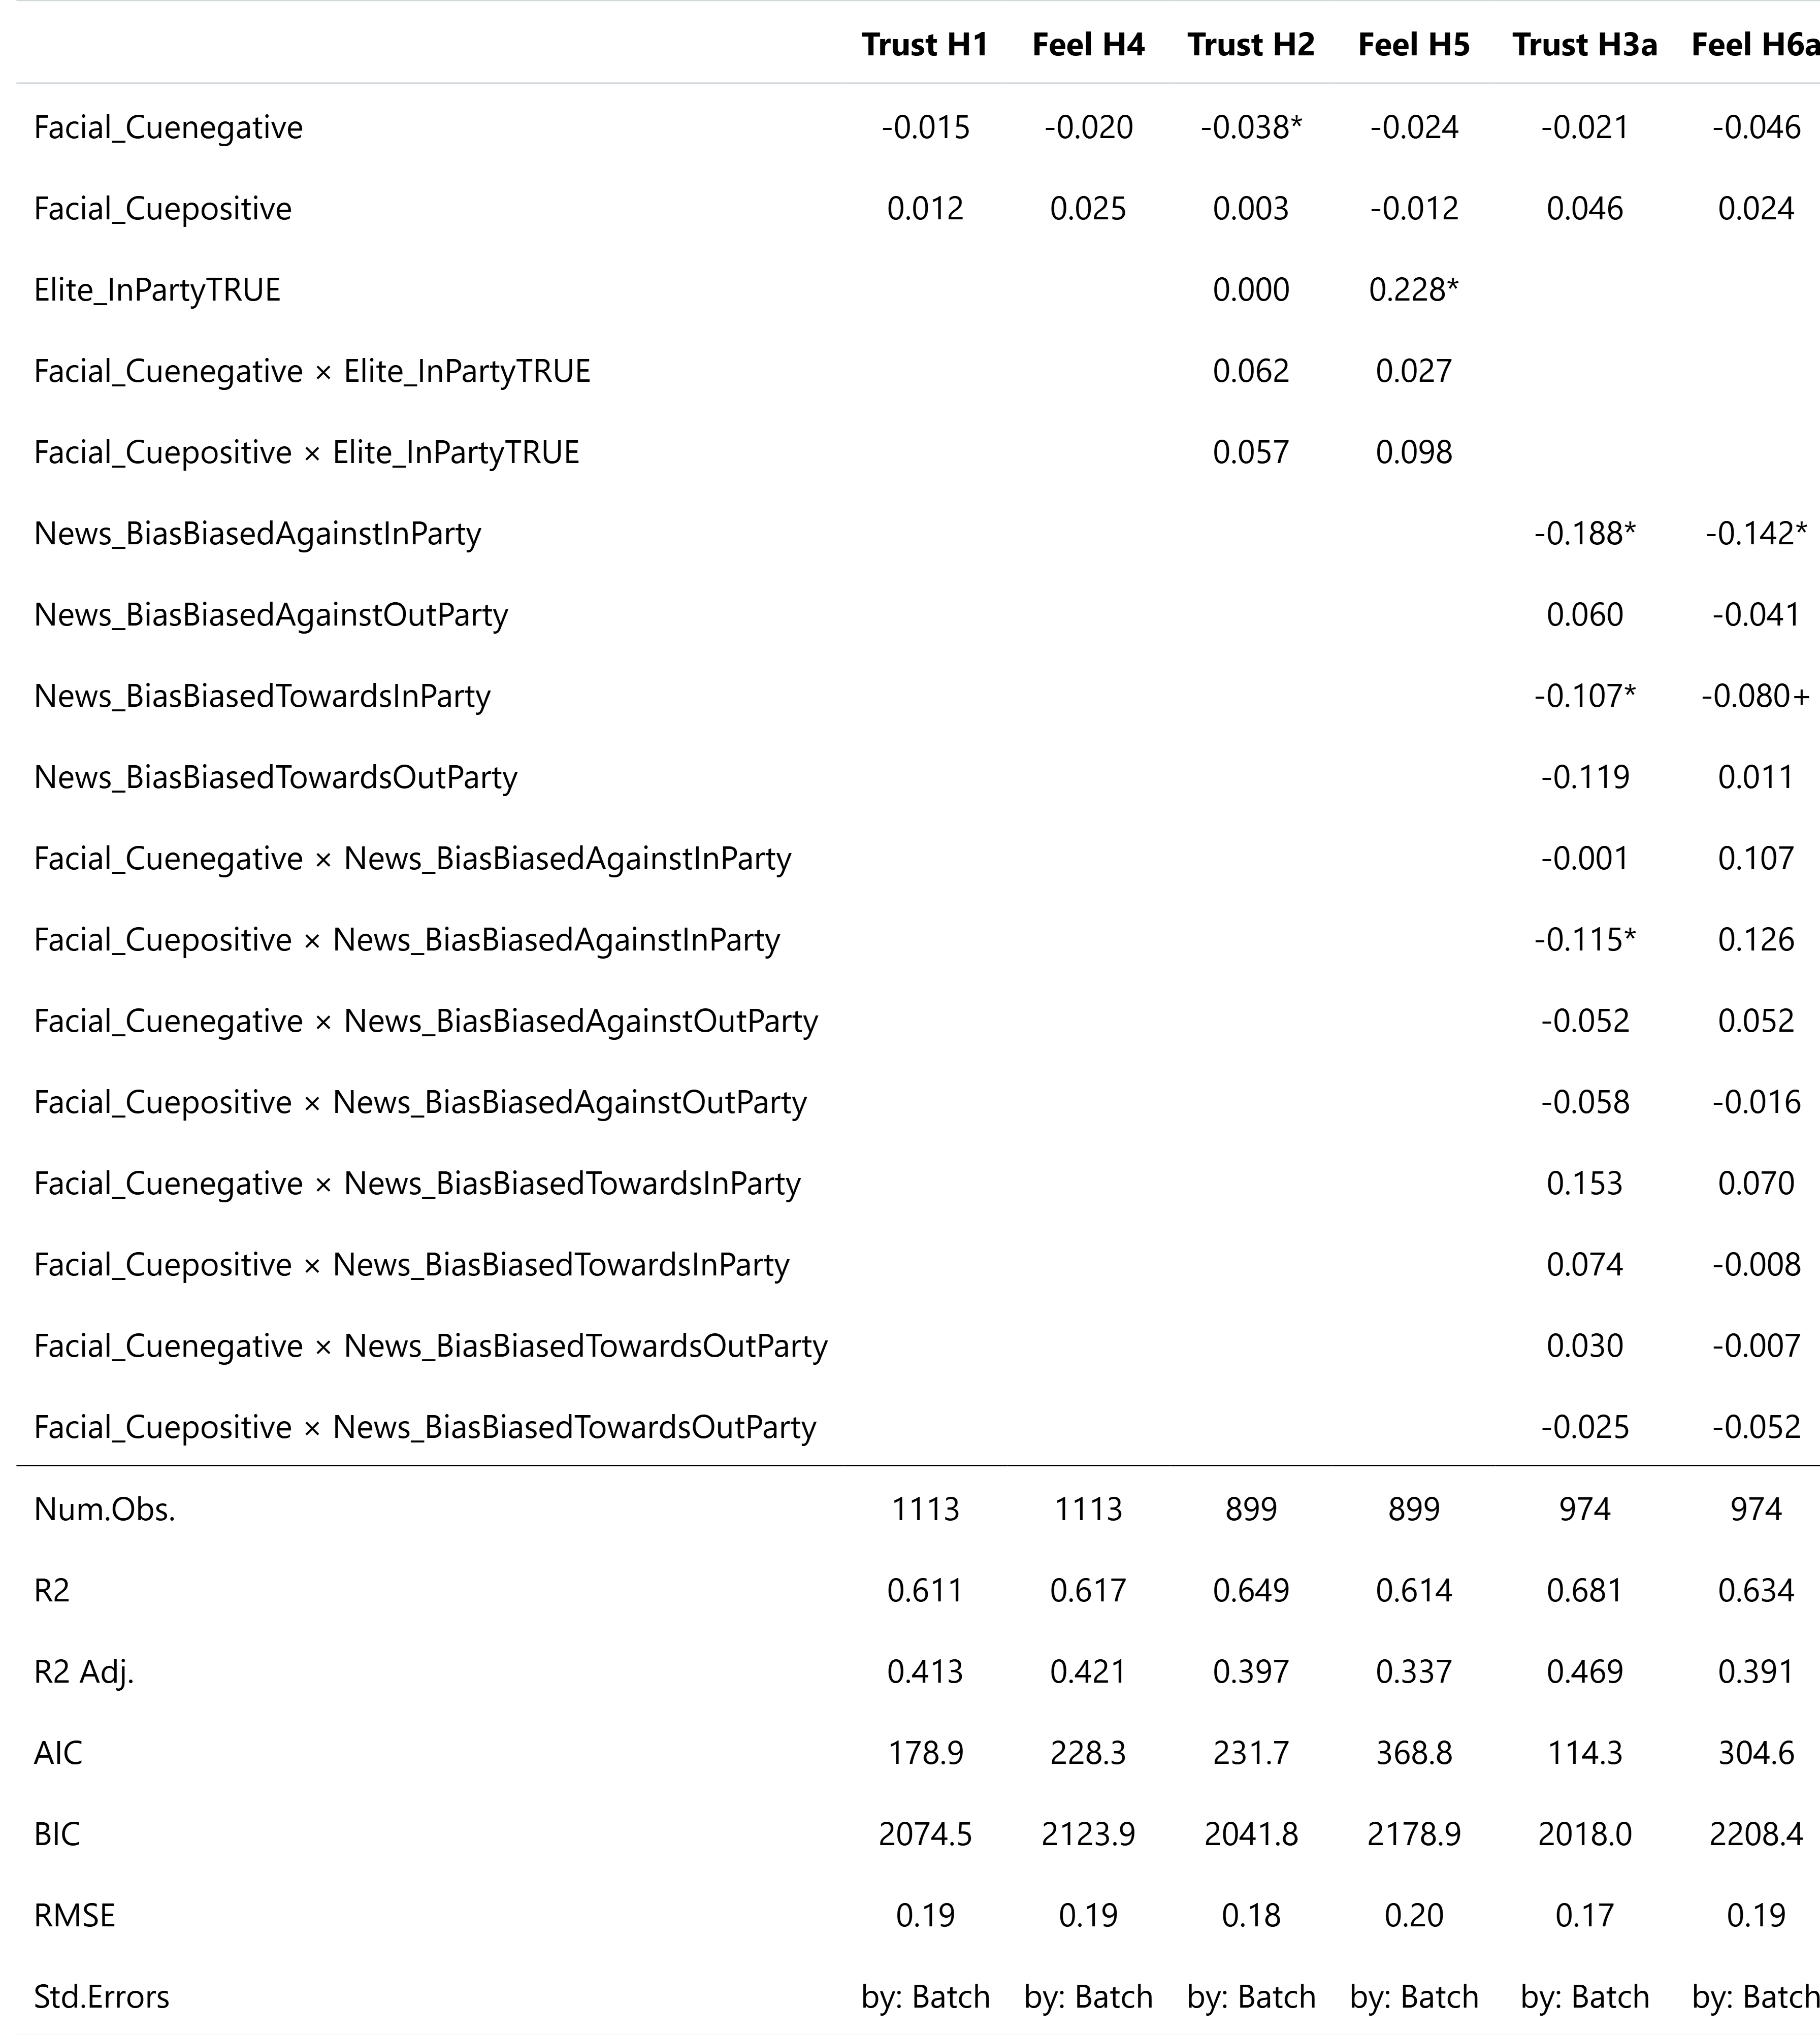 Trust H1 Feel H4 Trust H2 Feel H5 Trust H3a Feel H6a
Facial_Cuenegative -0.015 -0.020 -0.038* -0.024 -0.021 -0.046
Facial_Cuepositive 0.012 0.025 0.003 -0.012 0.046 0.024
Elite_InPartyTRUE 0.000 0.228*
Facial_Cuenegative × Elite_InPartyTRUE 0.062 0.027
Facial_Cuepositive × Elite_InPartyTRUE 0.057 0.098
News_BiasBiasedAgainstInParty -0.188* -0.142*
News_BiasBiasedAgainstOutParty 0.060 -0.041
News_BiasBiasedTowardsInParty -0.107* -0.080+
News_BiasBiasedTowardsOutParty -0.119 0.011
Facial_Cuenegative × News_BiasBiasedAgainstInParty -0.001 0.107
Facial_Cuepositive × News_BiasBiasedAgainstInParty -0.115* 0.126
Facial_Cuenegative × News_BiasBiasedAgainstOutParty -0.052 0.052
Facial_Cuepositive × News_BiasBiasedAgainstOutParty -0.058 -0.016
Facial_Cuenegative × News_BiasBiasedTowardsInParty 0.153 0.070
Facial_Cuepositive × News_BiasBiasedTowardsInParty 0.074 -0.008
Facial_Cuenegative × News_BiasBiasedTowardsOutParty 0.030 -0.007
Facial_Cuepositive × News_BiasBiasedTowardsOutParty -0.025 -0.052
Num.Obs. 1113 1113 899 899 974 974
R2 0.611 0.617 0.649 0.614 0.681 0.634
R2 Adj. 0.413 0.421 0.397 0.337 0.469 0.391
AIC 178.9 228.3 231.7 368.8 114.3 304.6
BIC 2074.5 2123.9 2041.8 2178.9 2018.0 2208.4
RMSE 0.19 0.19 0.18 0.20 0.17 0.19
Std.Errors by: Batch by: Batch by: Batch by: Batch by: Batch by: Batch